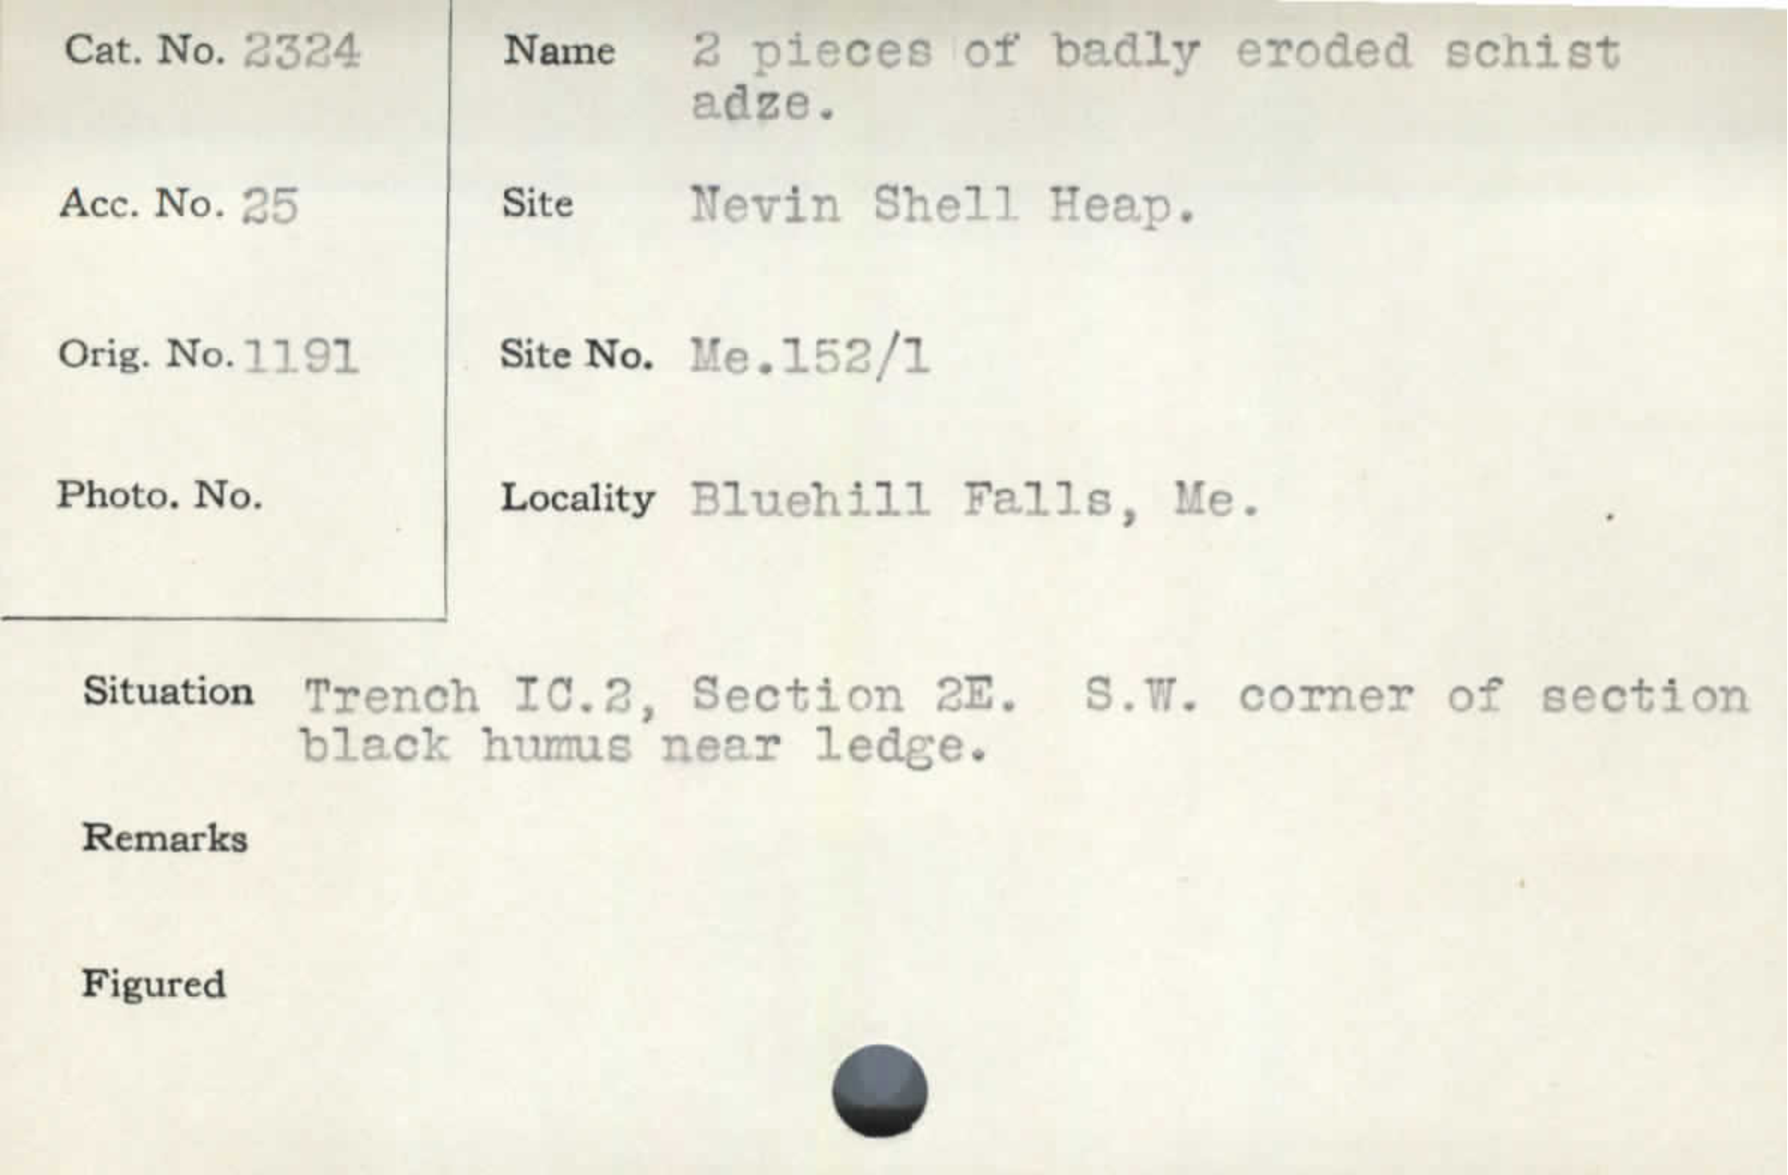 Cat. No. 2324
Name 2 pieces of badly eroded schist
adze.
Acc. No. 25
Site Nevin Shell Heap.
Orig. No. 1191
Site No. Me.152/1
Photo. No.
Locality Bluehill Falls, Me.
Situation Trench IC.2, Section 2E. S.W. corner of section
black humus near ledge.
Remarks
Figured